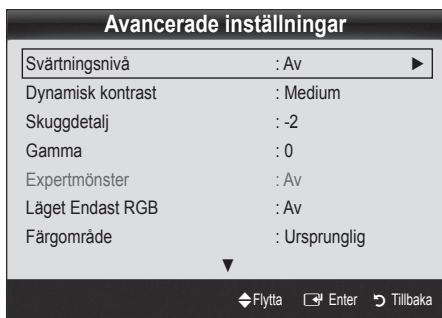 Avancerade inställningar
Svärtningsnivå : Av ▶
Dynamisk kontrast : Medium
Skuggdetalj : -2
Gamma : 0
Expertmönster : Av
Läget Endast RGB : Av
Färgområde : Ursprunglig
▼
Flytta Enter Tillbaka